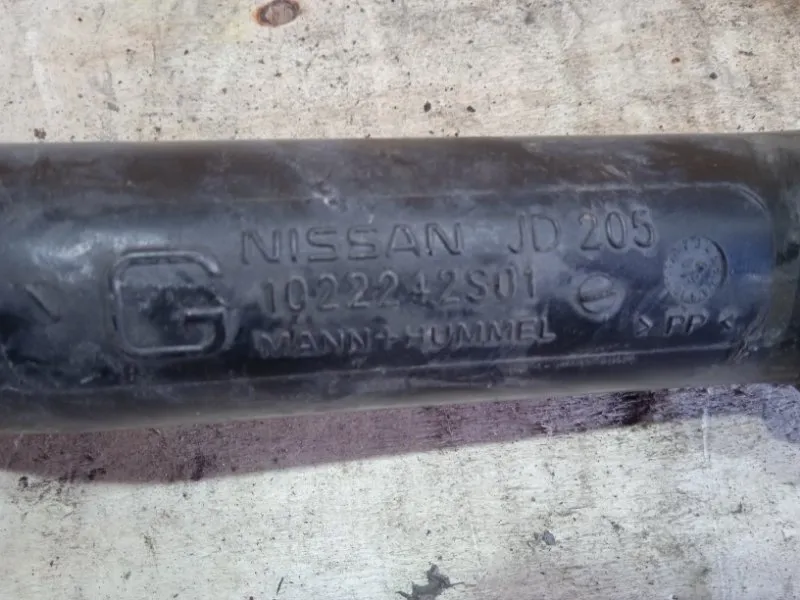 NISSAN JD 205
G
1022242S01
MANN+HUMMEL
>PP<